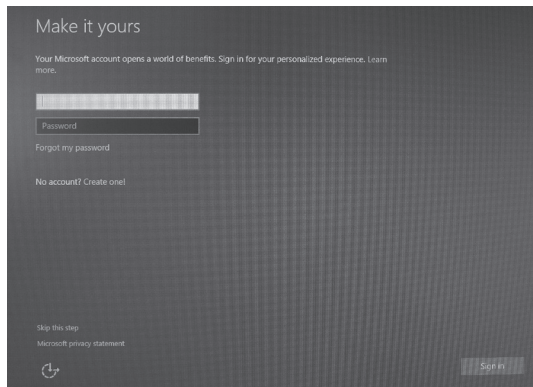 Make it yours
Your Microsoft account opens a world of benefits. Sign in for your personalized experience. Learn
more.
Password
Forgot my password
No account? Create one!
Skip this step
Microsoft privacy statement
Sign in